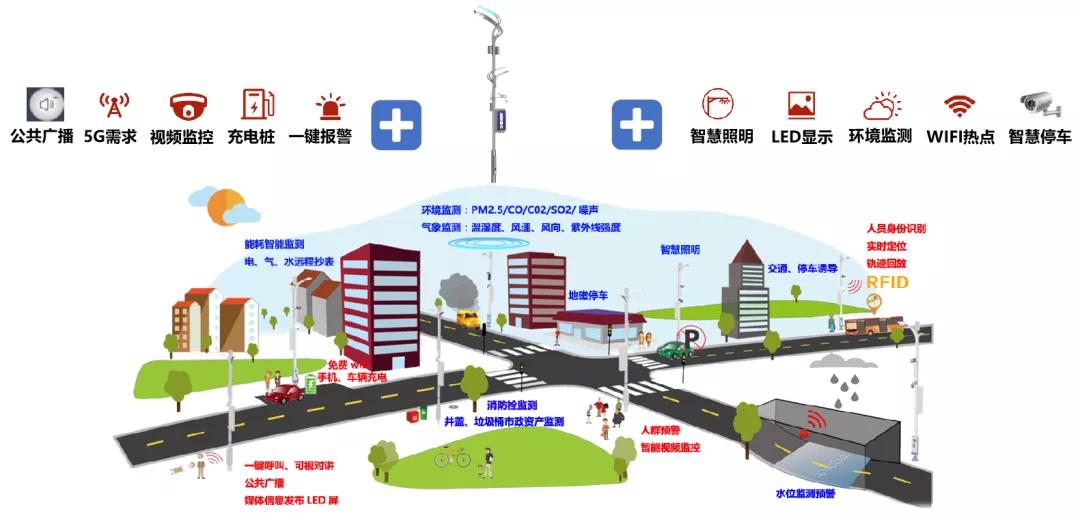 公共广播
5G需求
视频监控
充电桩
一键报警
智慧照明
LED显示
环境监测
WIFI热点
智慧停车
环境监测：PM2.5/CO/C02/SO2/ 噪声
气象监测：温湿度、风速、风向、紫外线强度
能耗智能监测
电、气、水远程抄表
智慧照明
人员身份识别
实时定位
轨迹回放
RFID
交通、停车诱导
地磁停车
P
免费 wifi
手机、车辆充电
消防栓监测
井盖、垃圾桶市政资产监测
人群预警
智能视频监控
一键呼叫、可视对讲
公共广播
媒体信息发布 LED 屏
水位监测预警